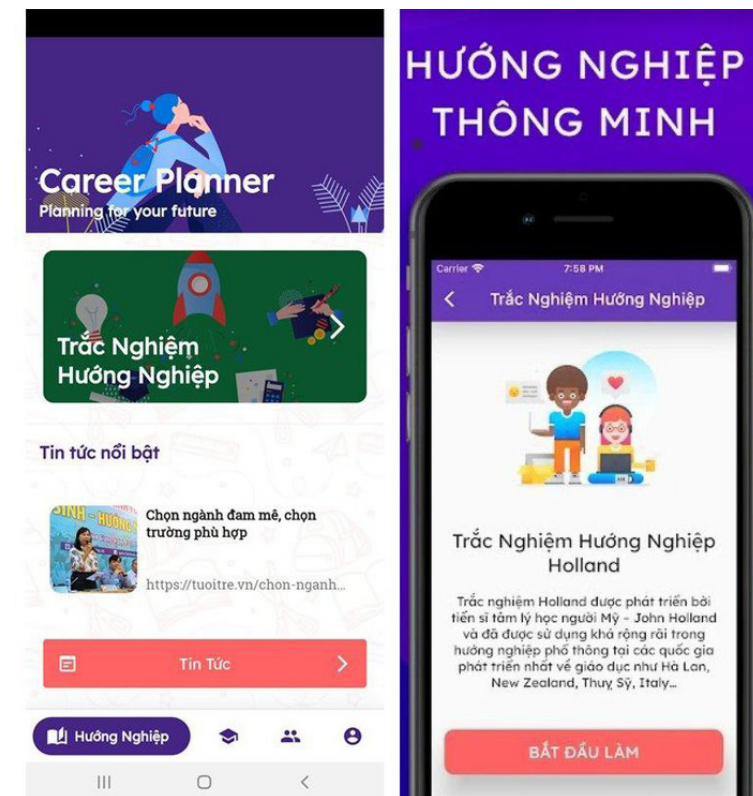 Career Planner
Planning for your future
Trắc Nghiệm
Hướng Nghiệp
Tin tức nổi bật
SINH - HƯỚNG
Chọn ngành đam mê, chọn
trường phù hợp
https://tuoitre.vn/chon-nganh...
Tin Tức
Hướng Nghiệp
HƯỚNG NGHIỆP
THÔNG MINH
Carrier
7:58 PM
Trắc Nghiệm Hướng Nghiệp
Trắc Nghiệm Hướng Nghiệp
Holland
Trắc nghiệm Holland được phát triển bởi
tiến sĩ tâm lý học người Mỹ - John Holland
và đã được sử dụng khá rộng rãi trong
hướng nghiệp phổ thông tại các quốc gia
phát triển nhất về giáo dục như Hà Lan,
New Zealand, Thuỵ Sỹ, Italy...
BẮT ĐẦU LÀM